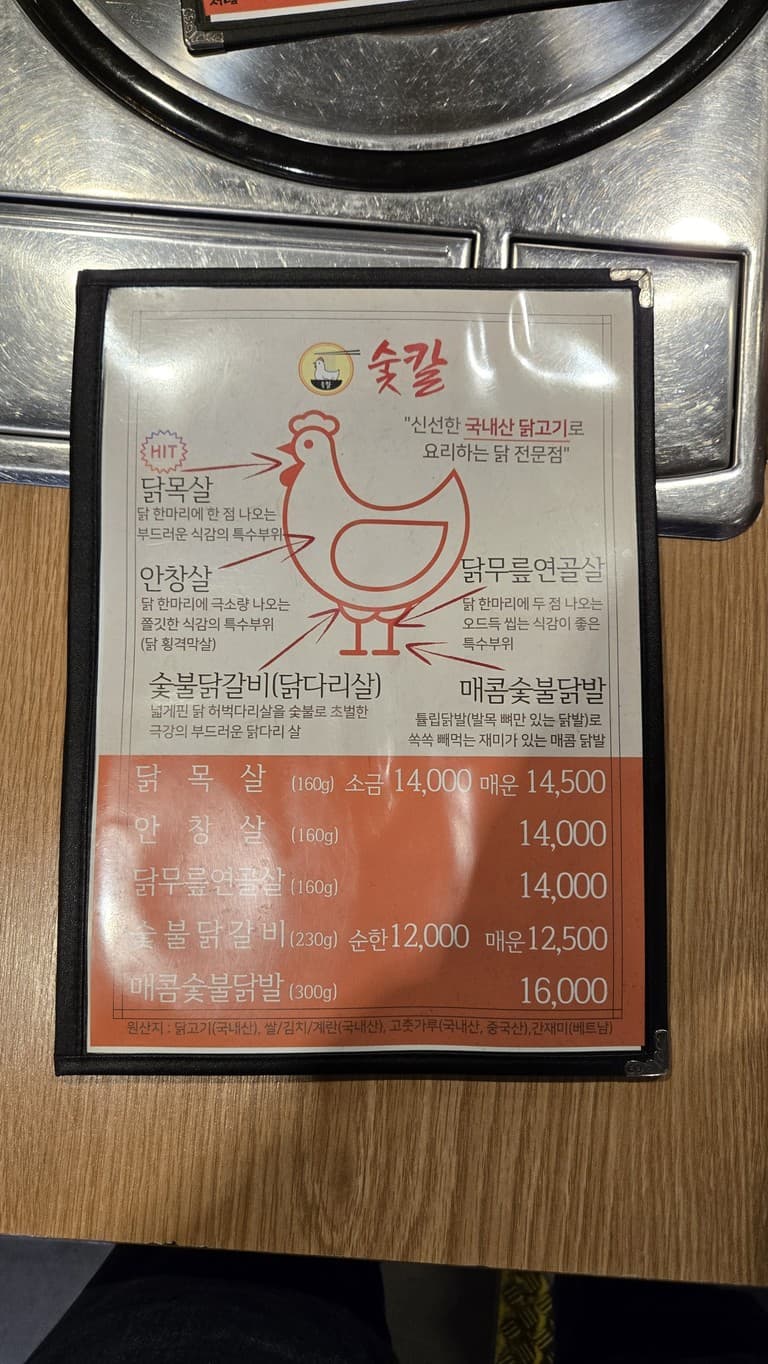 숯칼
"신선한 국내산 닭고기로
요리하는 닭 전문점"
HIT
닭목살
닭 한마리에 한 점 나오는
부드러운 식감의 특수부위
안창살
닭 한마리에 극소량 나오는
쫄깃한 식감의 특수부위
(닭 횡격막살)
닭무릎연골살
닭 한마리에 두 점 나오는
오드득 씹는 식감이 좋은
특수부위
숯불닭갈비(닭다리살)
넓게핀 닭 허벅다리살을 숯불로 초벌한
극강의 부드러운 닭다리 살
매콤숯불닭발
튤립닭발(발목 뼈만 있는 닭발)로
쏙쏙 빼먹는 재미가 있는 매콤 닭발
닭 목 살 (160g) 소금 14,000 매운 14,500
안 창 살 (160g) 14,000
닭무릎연골살 (160g) 14,000
숯불닭갈비 (230g) 순한 12,000 매운 12,500
매콤숯불닭발 (300g) 16,000
원산지 : 닭고기(국내산), 쌀/김치/계란(국내산), 고춧가루(국내산, 중국산),간재미(베트남)